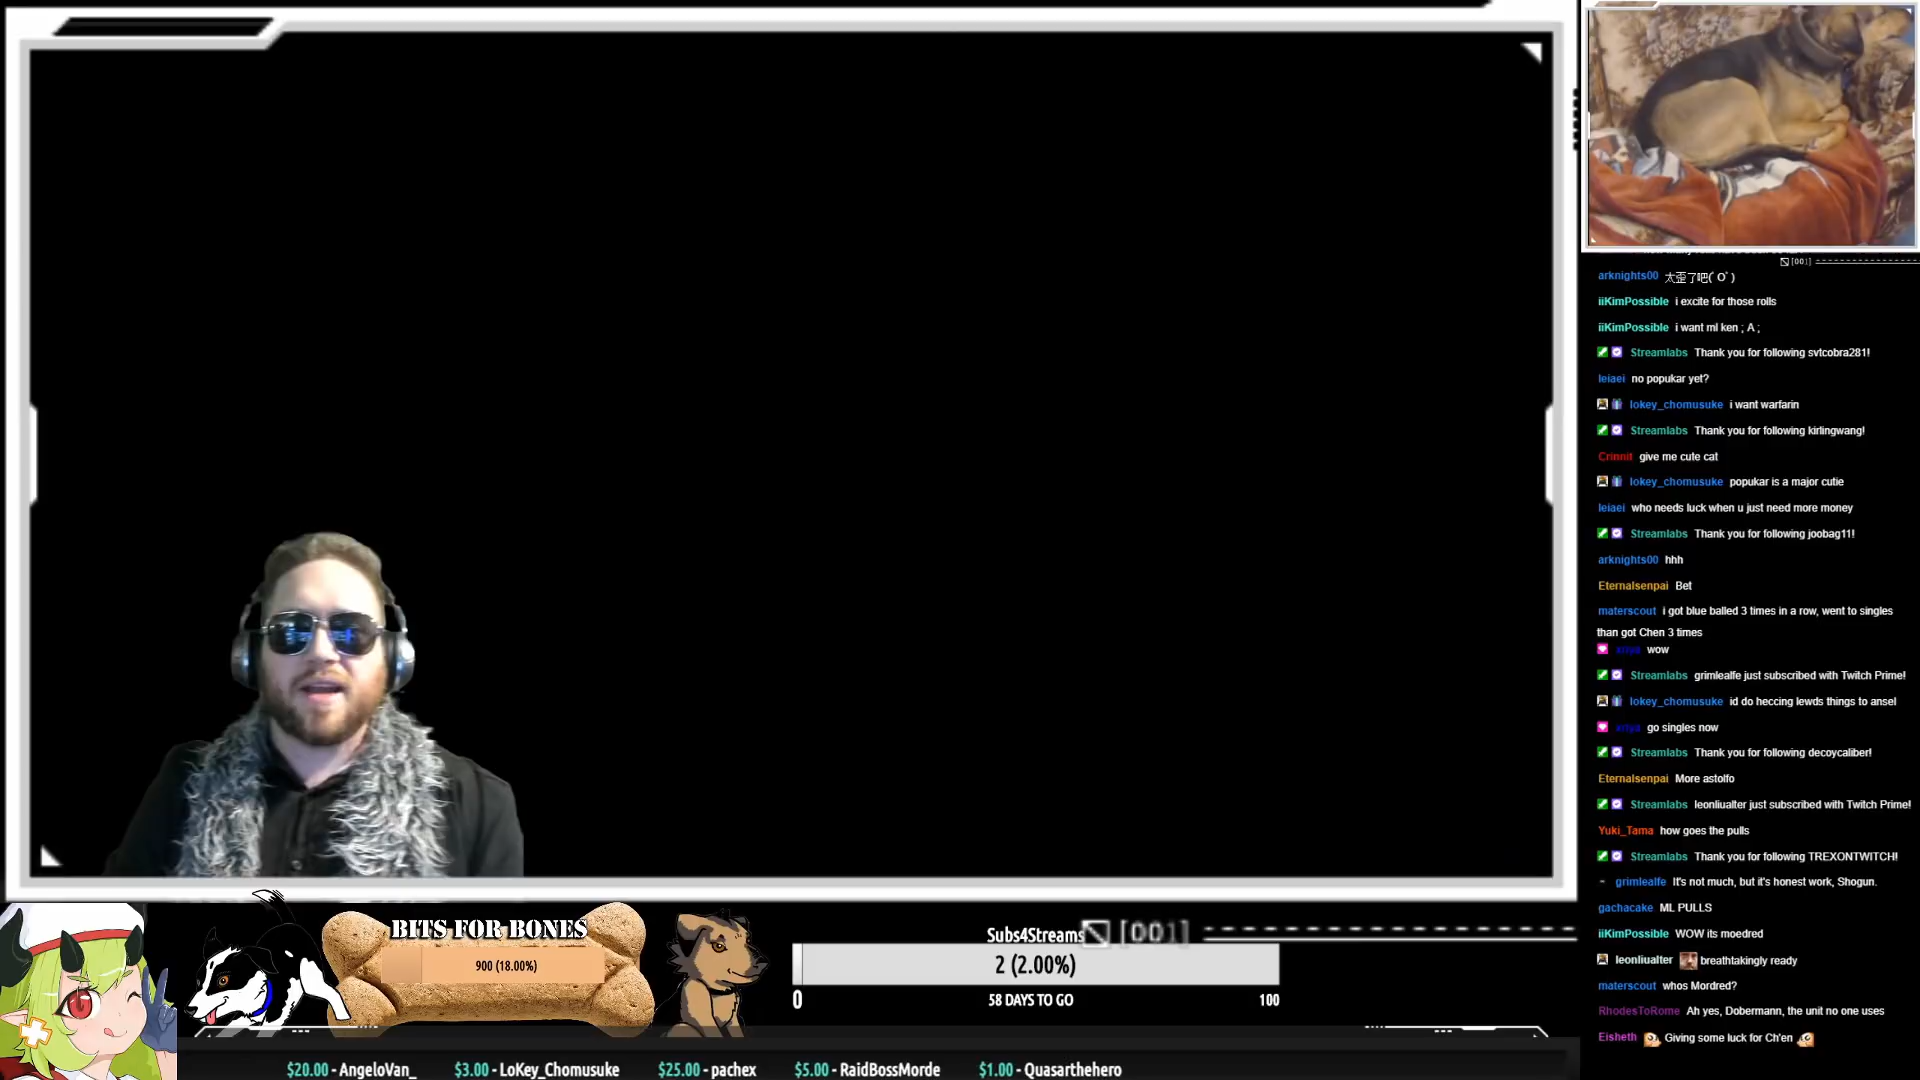 [001]
arknights00 太歪了吧(ﾟOﾟ)
iiKimPossible i excite for those rolls
iiKimPossible i want ml ken ; A ;
Streamlabs Thank you for following svtcobra281!
leiaei no popukar yet?
lokey_chomusuke i want warfarin
Streamlabs Thank you for following kirlingwang!
Crinnit give me cute cat
lokey_chomusuke popukar is a major cutie
leiaei who needs luck when u just need more money
Streamlabs Thank you for following joobag11!
arknights00 hhh
Eternalsenpai Bet
materscout i got blue balled 3 times in a row, went to singles
than got Chen 3 times
wow
Streamlabs grimlealfe just subscribed with Twitch Prime!
lokey_chomusuke id do heccing lewds things to ansel
go singles now
Streamlabs Thank you for following decoycaliber!
Eternalsenpai More astolfo
Streamlabs leonliualter just subscribed with Twitch Prime!
Yuki_Tama how goes the pulls
Streamlabs Thank you for following TREXONTWITCH!
grimlealfe It's not much, but it's honest work, Shogun.
gachacake ML PULLS
iiKimPossible WOW its moedred
leonliualter breathtakingly ready
materscout whos Mordred?
RhodesToRome Ah yes, Dobermann, the unit no one uses
Eisheth Giving some luck for Ch'en
BITS FOR BONES
900 (18.00%)
Subs4Streams [001]
2 (2.00%)
0 58 DAYS TO GO 100
$20.00 - AngeloVan_ $3.00 - LoKey_Chomusuke $25.00 - pachex $5.00 - RaidBossMorde $1.00 - Quasarthehero